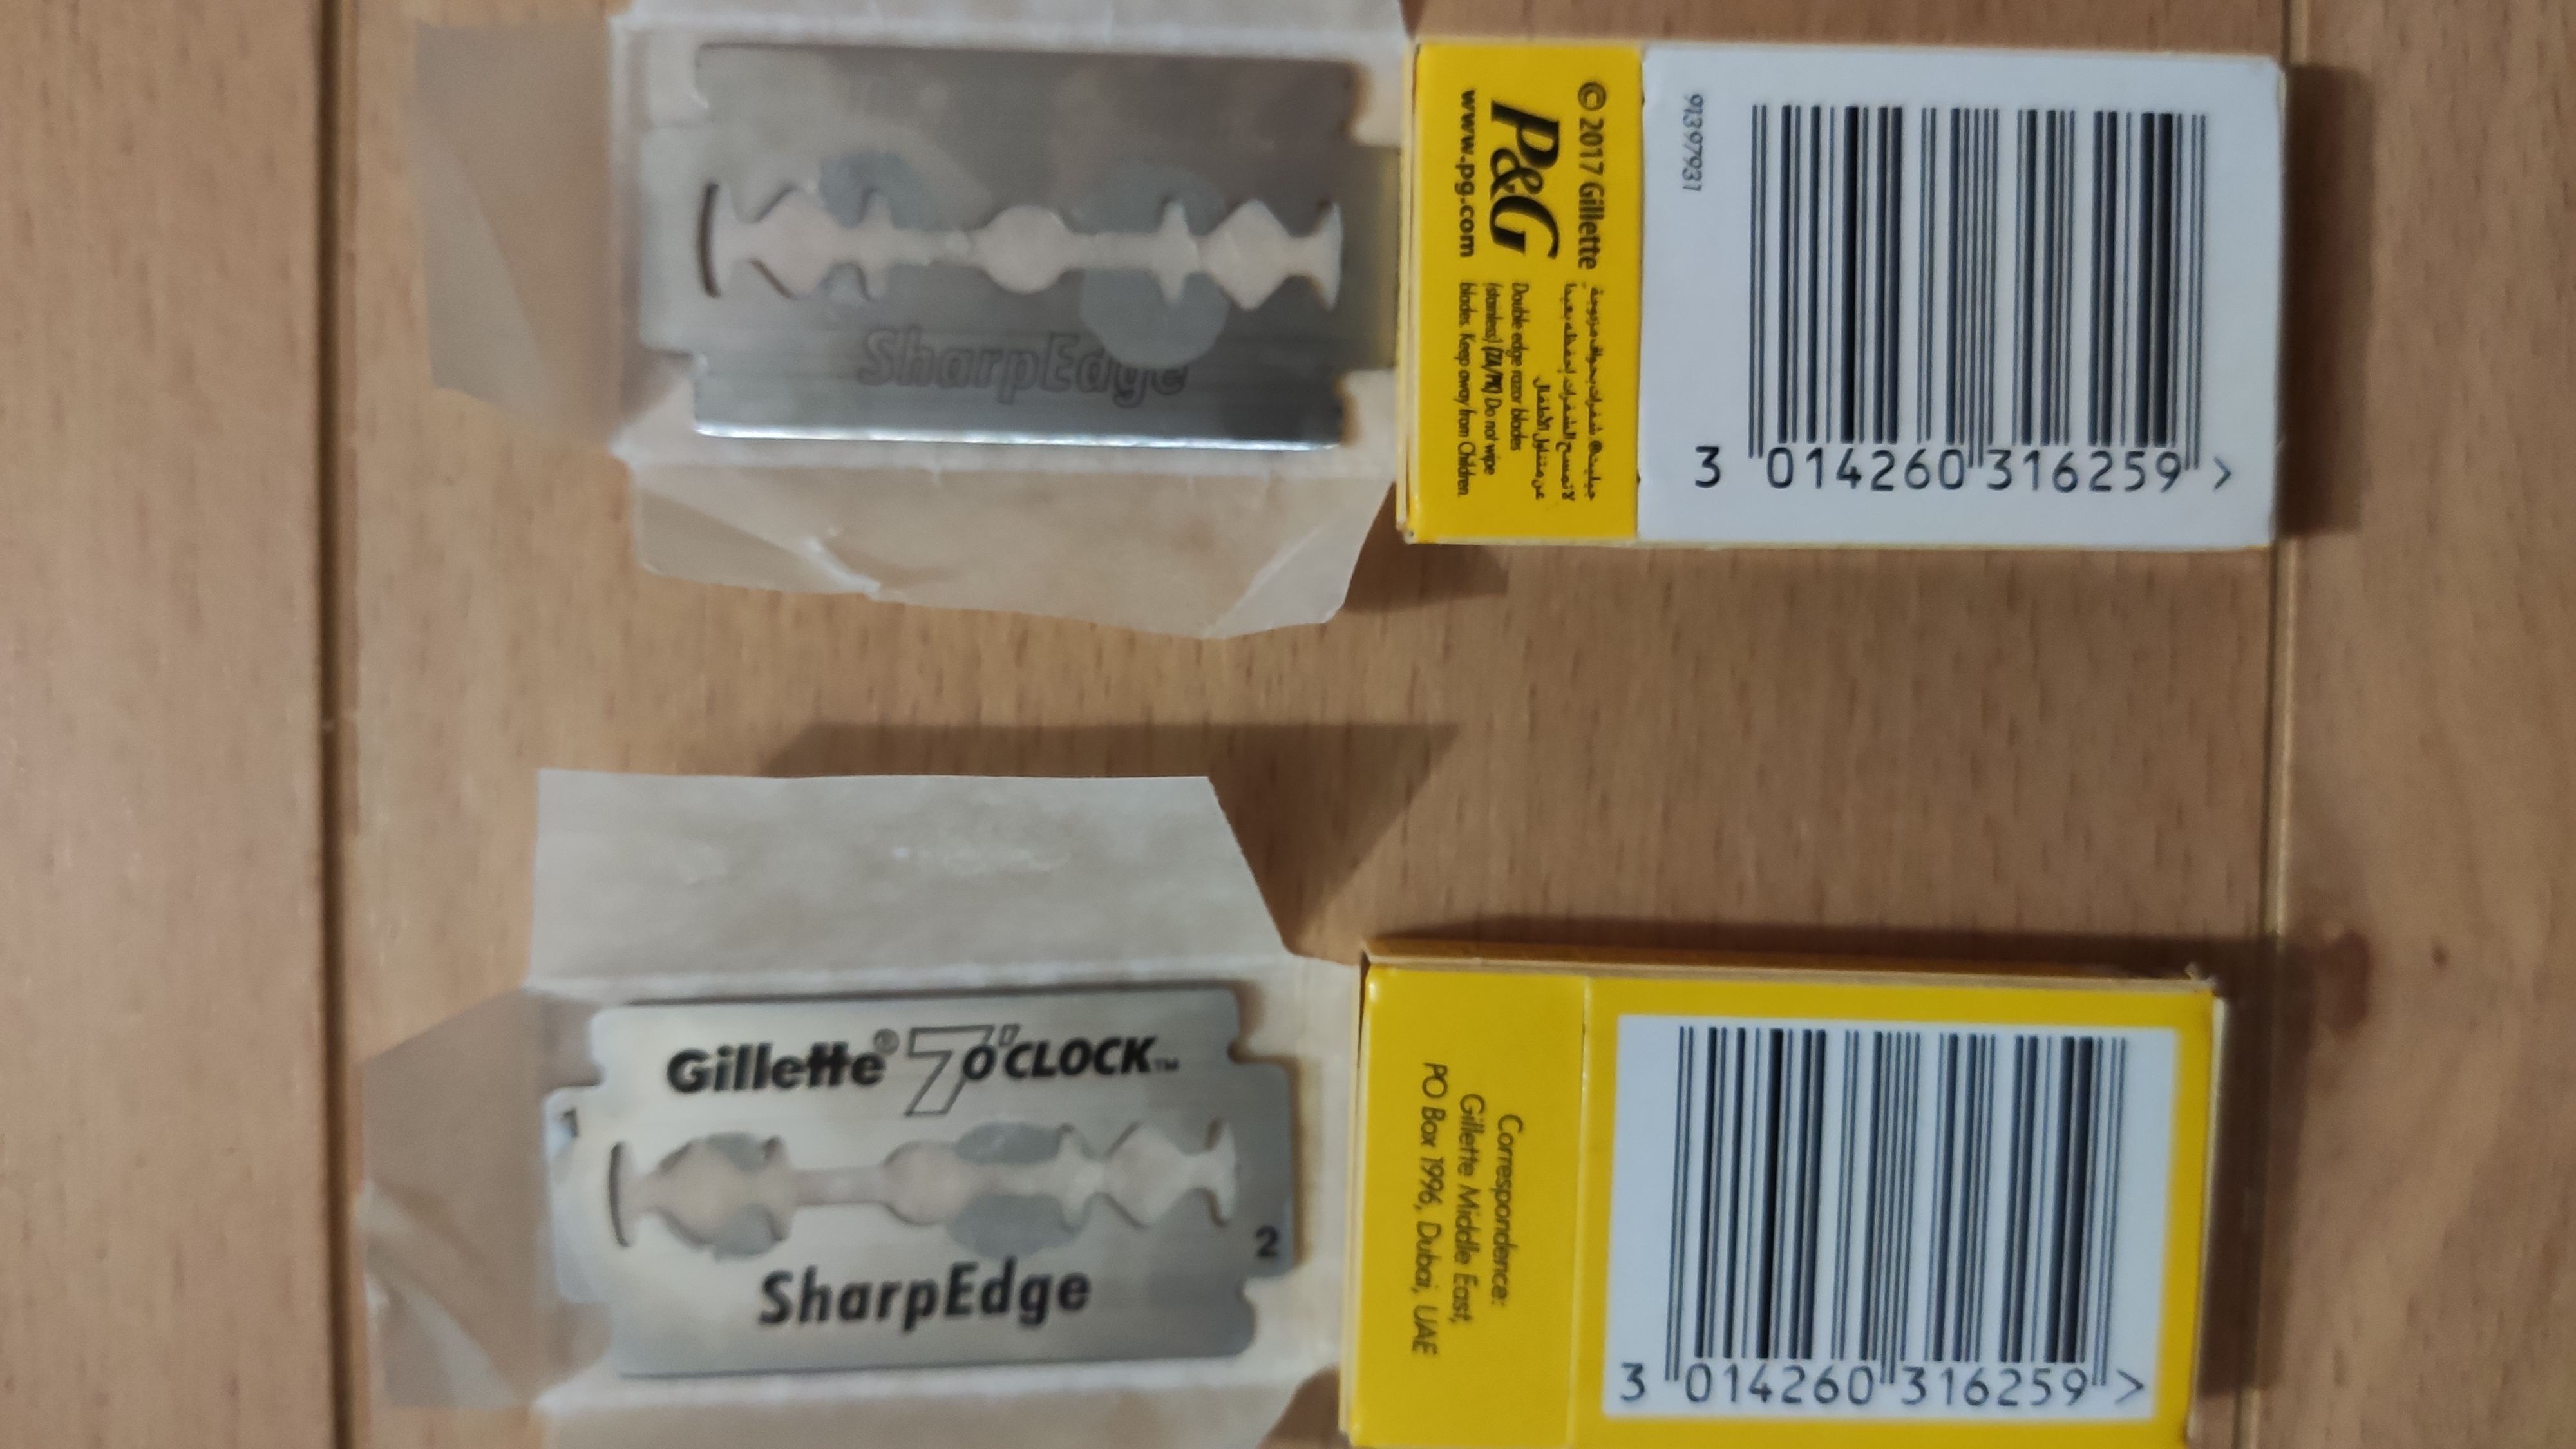 SharpEdge
© 2017 Gillette
P&G
www.pg.com
Double edge razor blades
(stainless) Do not wipe
blades. Keep away from Children.
91397931
3 014260 316259 >
Gillette® 7 O'CLOCK™
1
2
SharpEdge
Correspondence:
Gillette Middle East,
PO Box 1996, Dubai, UAE
3 014260 316259 >